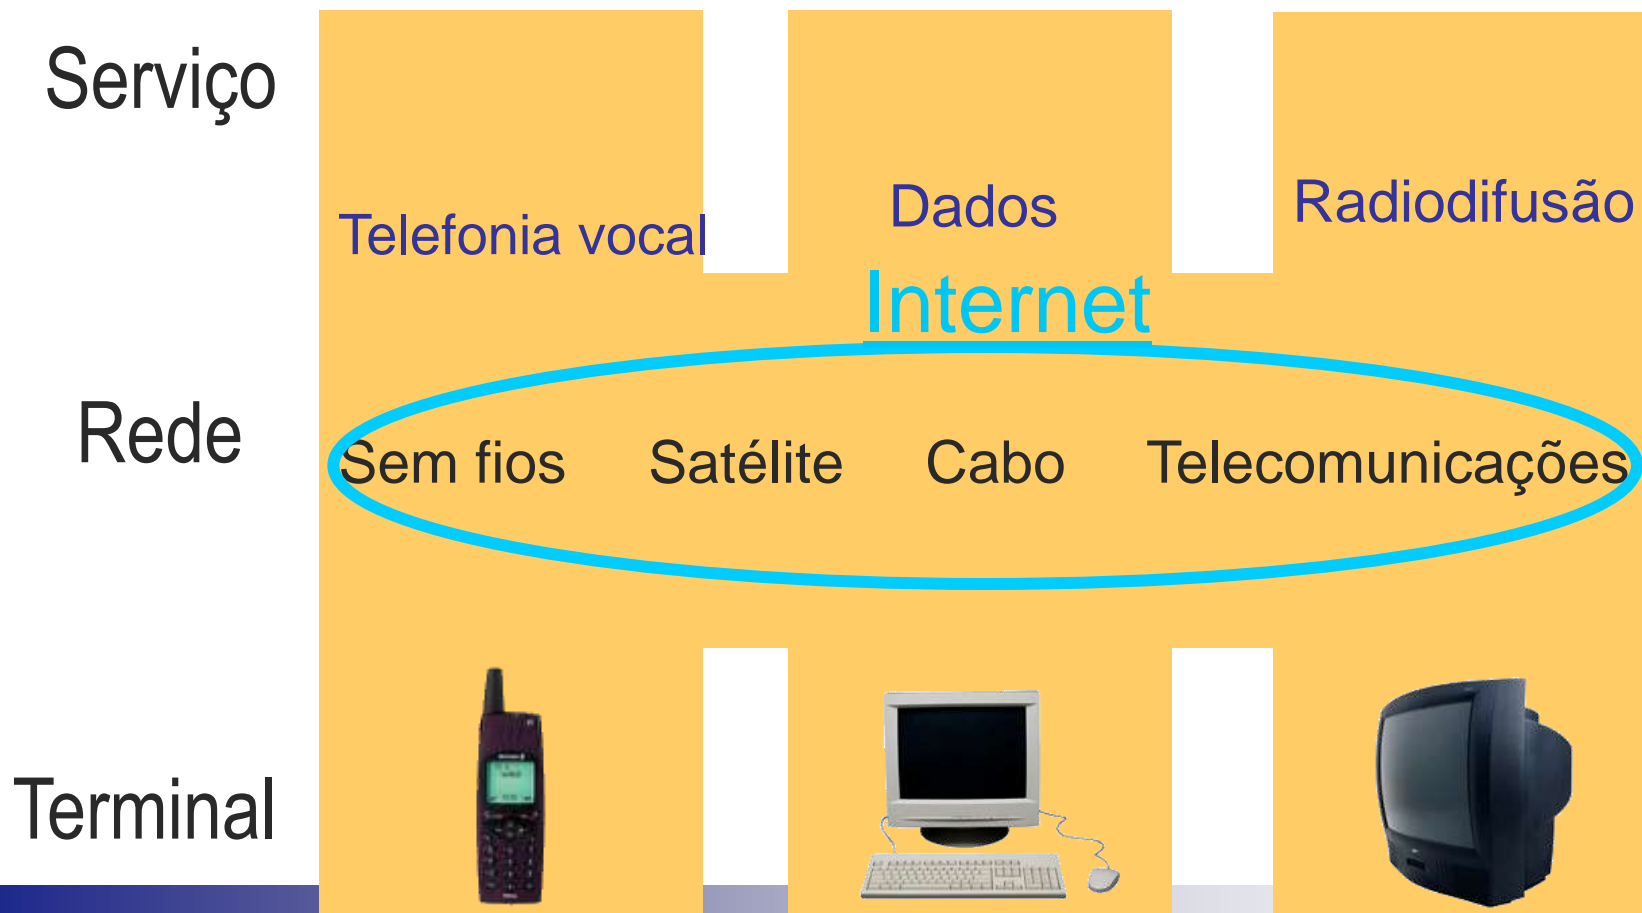 Serviço
Telefonia vocal
Dados
Radiodifusão
Internet
Rede
Sem fios Satélite Cabo Telecomunicações
Terminal